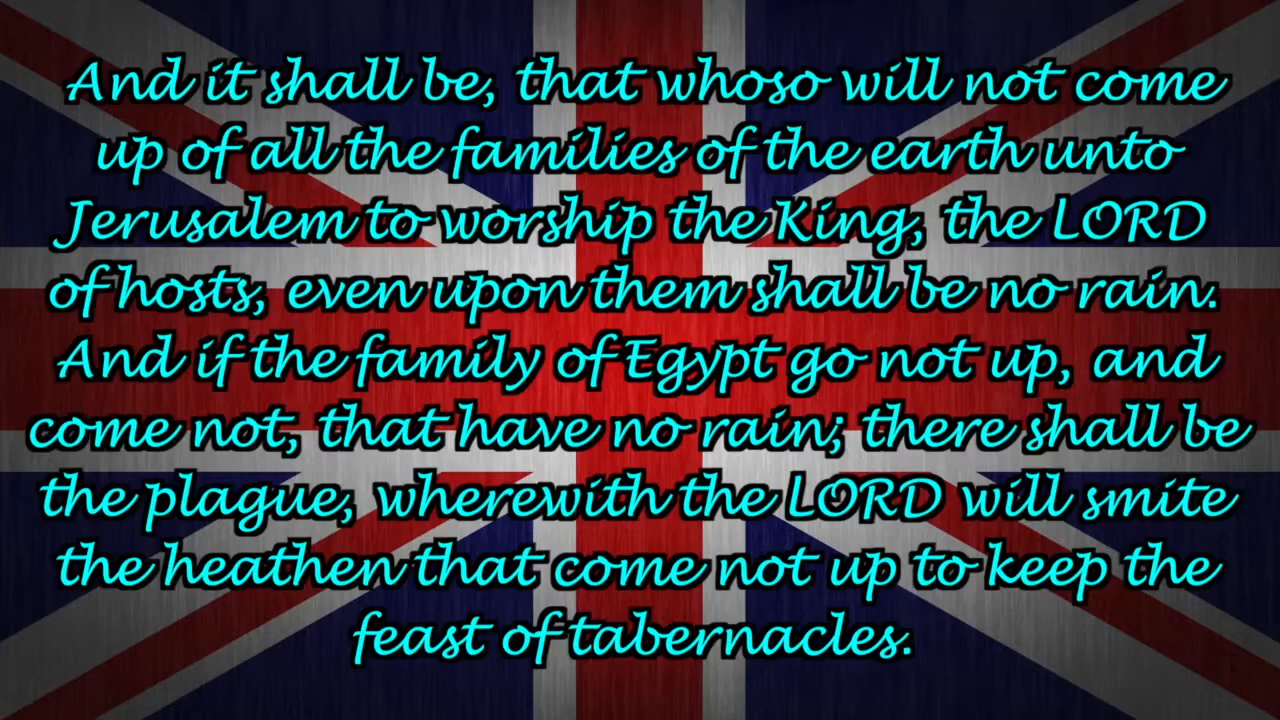 And it shall be, that whoso will not come
up of all the families of the earth unto
Jerusalem to worship the King, the LORD
of hosts, even upon them shall be no rain.
And if the family of Egypt go not up, and
come not, that have no rain; there shall be
the plague, wherewith the LORD will smite
the heathen that come not up to keep the
feast of tabernacles.